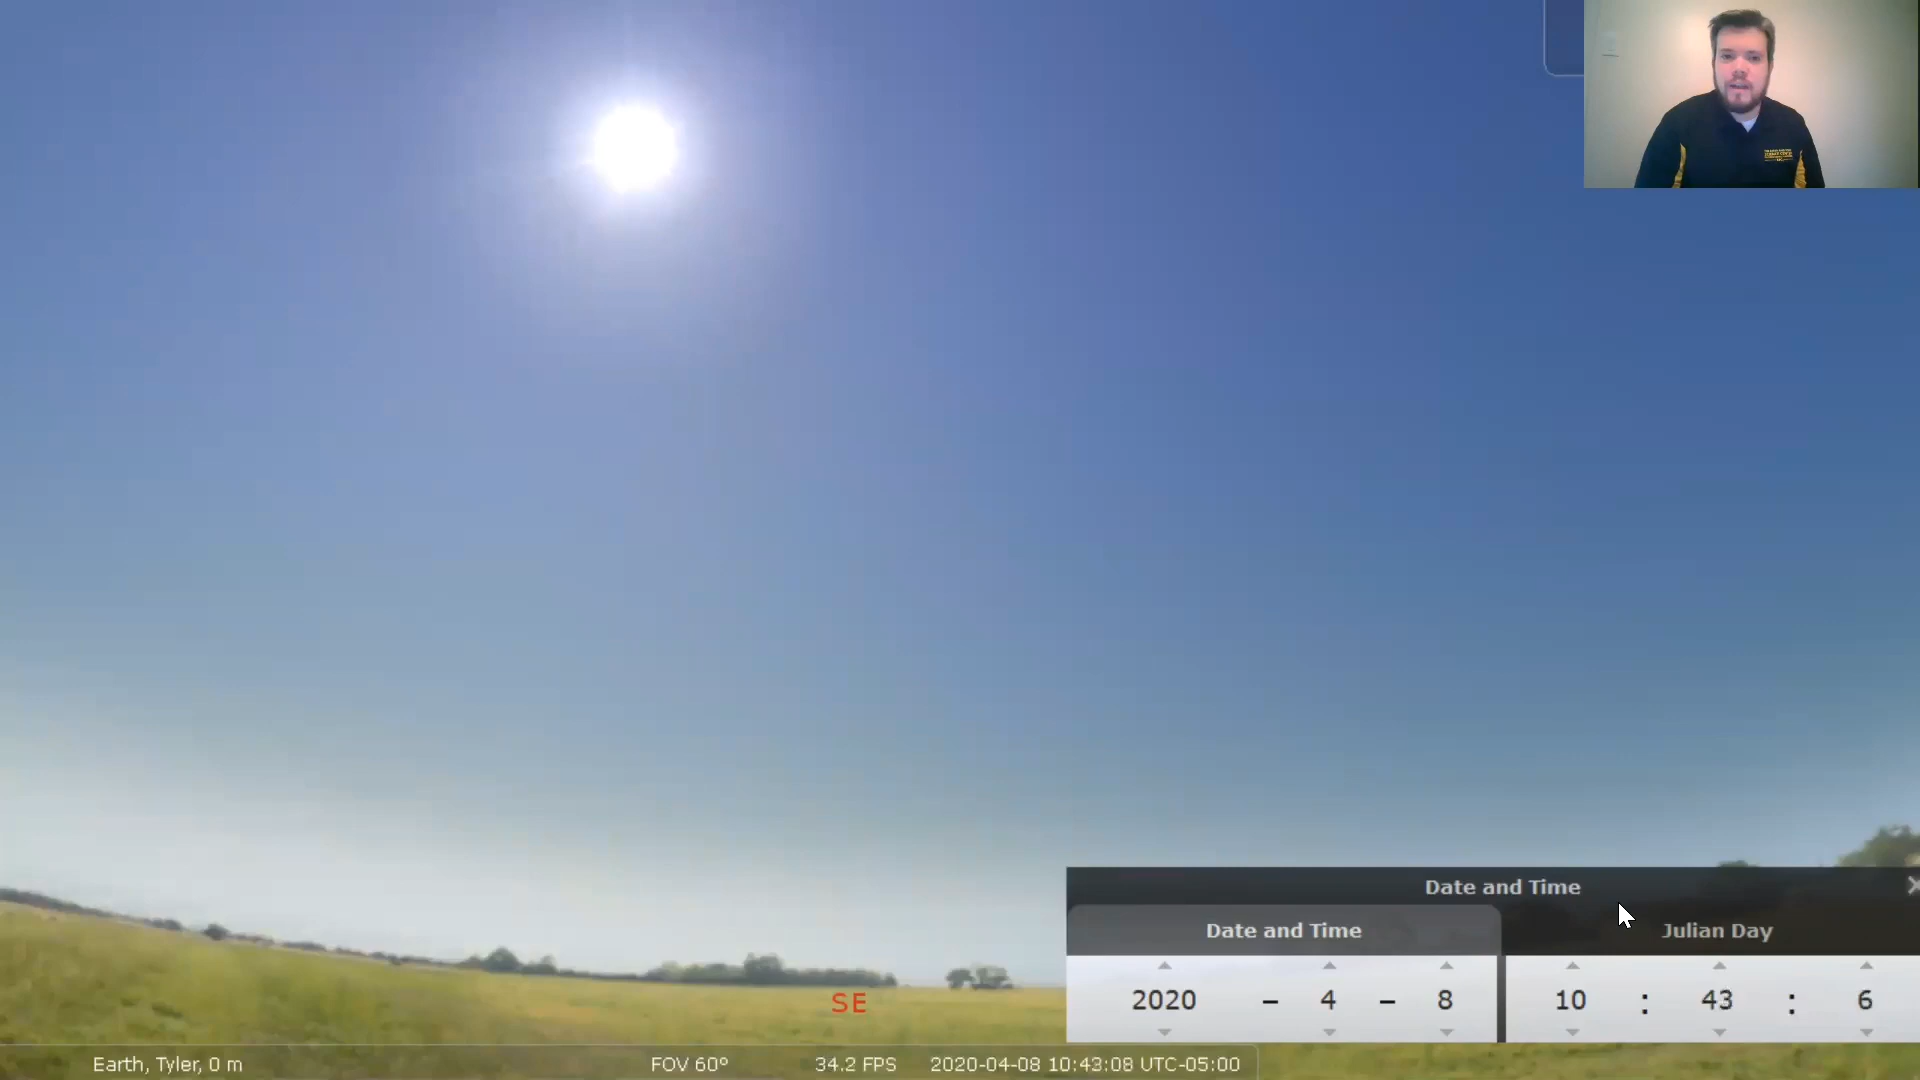 Date and Time
Date and Time
Julian Day
2020 – 4 – 8
10 : 43 : 6
SE
Earth, Tyler, 0 m
FOV 60°
34.2 FPS
2020-04-08 10:43:08 UTC-05:00